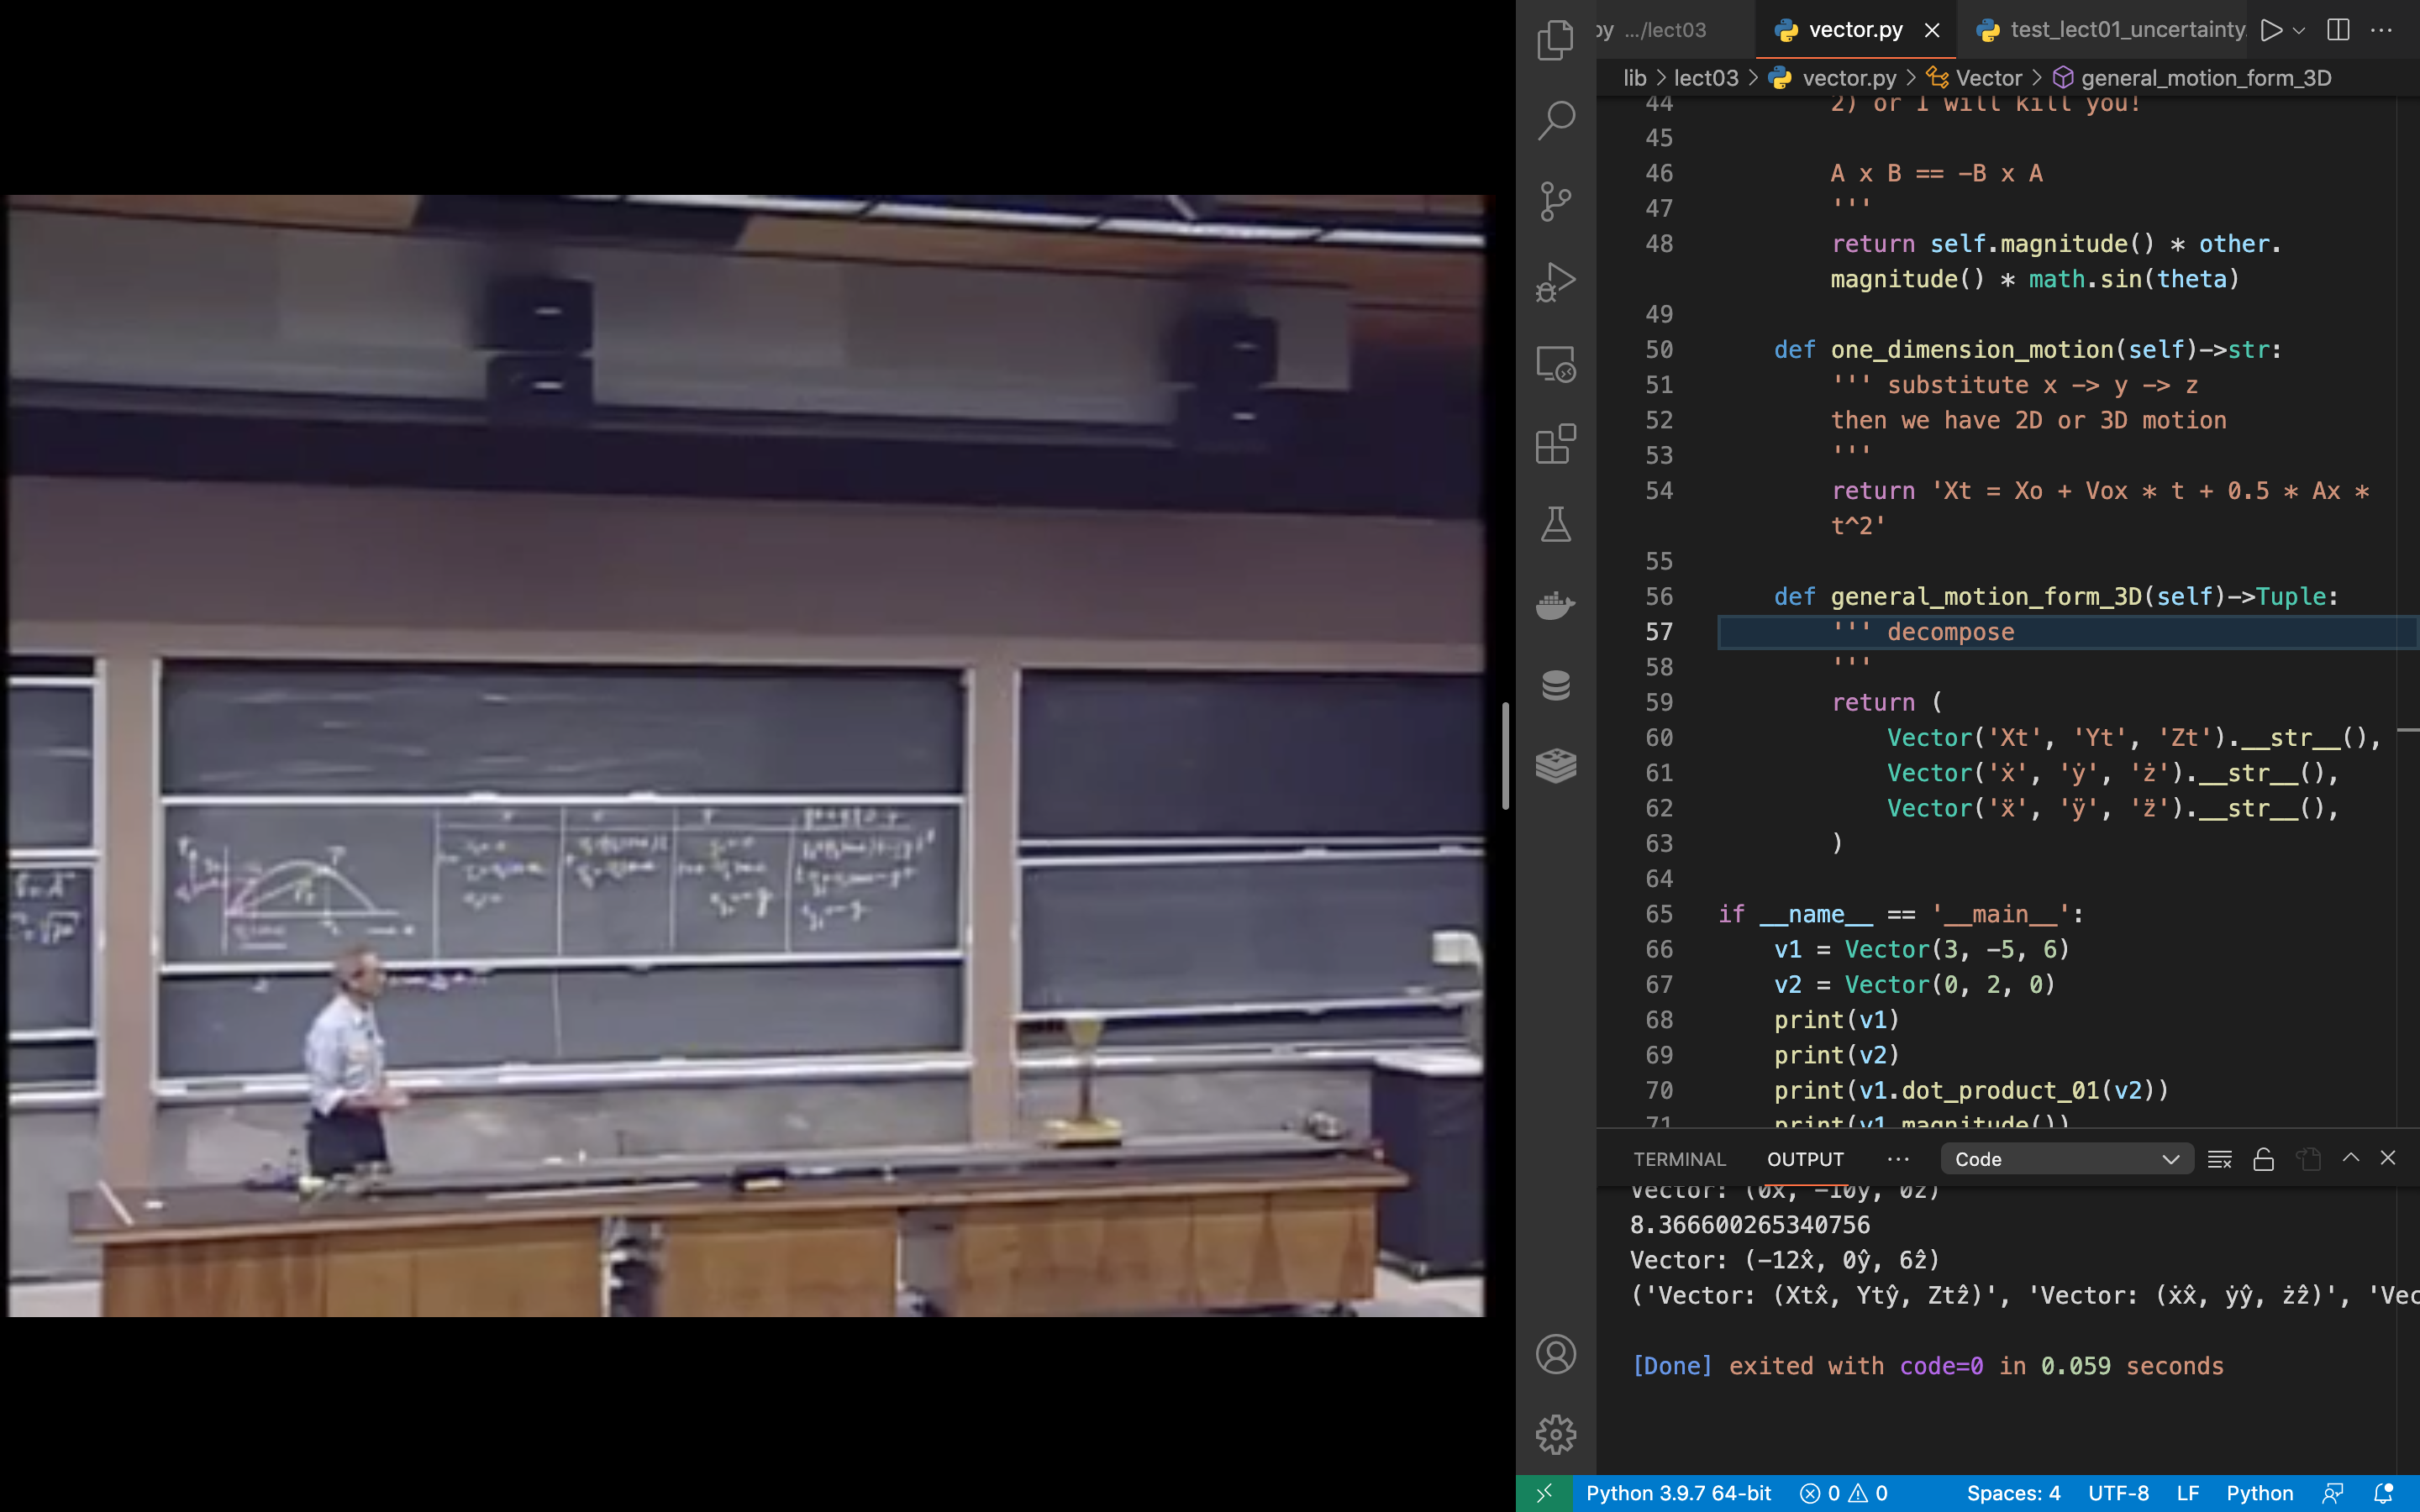 py …/lect03
vector.py
test_lect01_uncertainty.
lib > lect03 > vector.py > Vector > general_motion_form_3D
44 2) or I will kill you!
45
46 A x B == -B x A
47 '''
48 return self.magnitude() * other.
magnitude() * math.sin(theta)
49
50 def one_dimension_motion(self)->str:
51 ''' substitute x -> y -> z
52 then we have 2D or 3D motion
53 '''
54 return 'Xt = Xo + Vox * t + 0.5 * Ax *
t^2'
55
56 def general_motion_form_3D(self)->Tuple:
57 ''' decompose
58 '''
59 return (
60 Vector('Xt', 'Yt', 'Zt').__str__(),
61 Vector('ẋ', 'ẏ', 'ż').__str__(),
62 Vector('ẍ', 'ÿ', 'z̈').__str__(),
63 )
64
65 if __name__ == '__main__':
66 v1 = Vector(3, -5, 6)
67 v2 = Vector(0, 2, 0)
68 print(v1)
69 print(v2)
70 print(v1.dot_product_01(v2))
71 print(v1.magnitude())
TERMINAL OUTPUT ··· Code
Vector: (0x̂, -10ŷ, 0ẑ)
8.366600265340756
Vector: (-12x̂, 0ŷ, 6ẑ)
('Vector: (Xtx̂, Ytŷ, Ztẑ)', 'Vector: (ẋx̂, ẏŷ, żẑ)', 'Vec
[Done] exited with code=0 in 0.059 seconds
Python 3.9.7 64-bit 0 0 Spaces: 4 UTF-8 LF Python